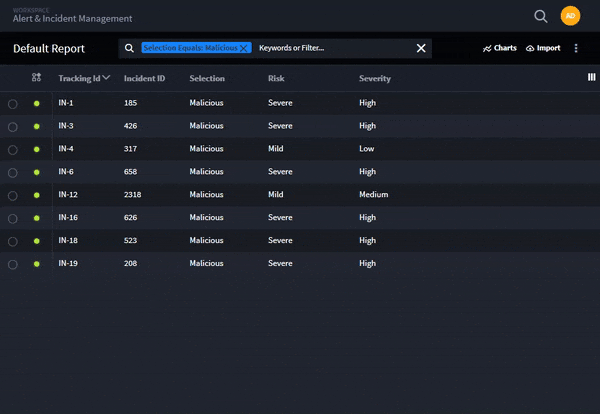 WORKSPACE
Alert & Incident Management
AD
Default Report
Selection Equals: Malicious
Keywords or Filter...
Charts
Import
Tracking Id Incident ID Selection Risk Severity
IN-1 185 Malicious Severe High
IN-3 426 Malicious Severe High
IN-4 317 Malicious Mild Low
IN-6 658 Malicious Severe High
IN-12 2318 Malicious Mild Medium
IN-16 626 Malicious Severe High
IN-18 523 Malicious Severe High
IN-19 208 Malicious Severe High